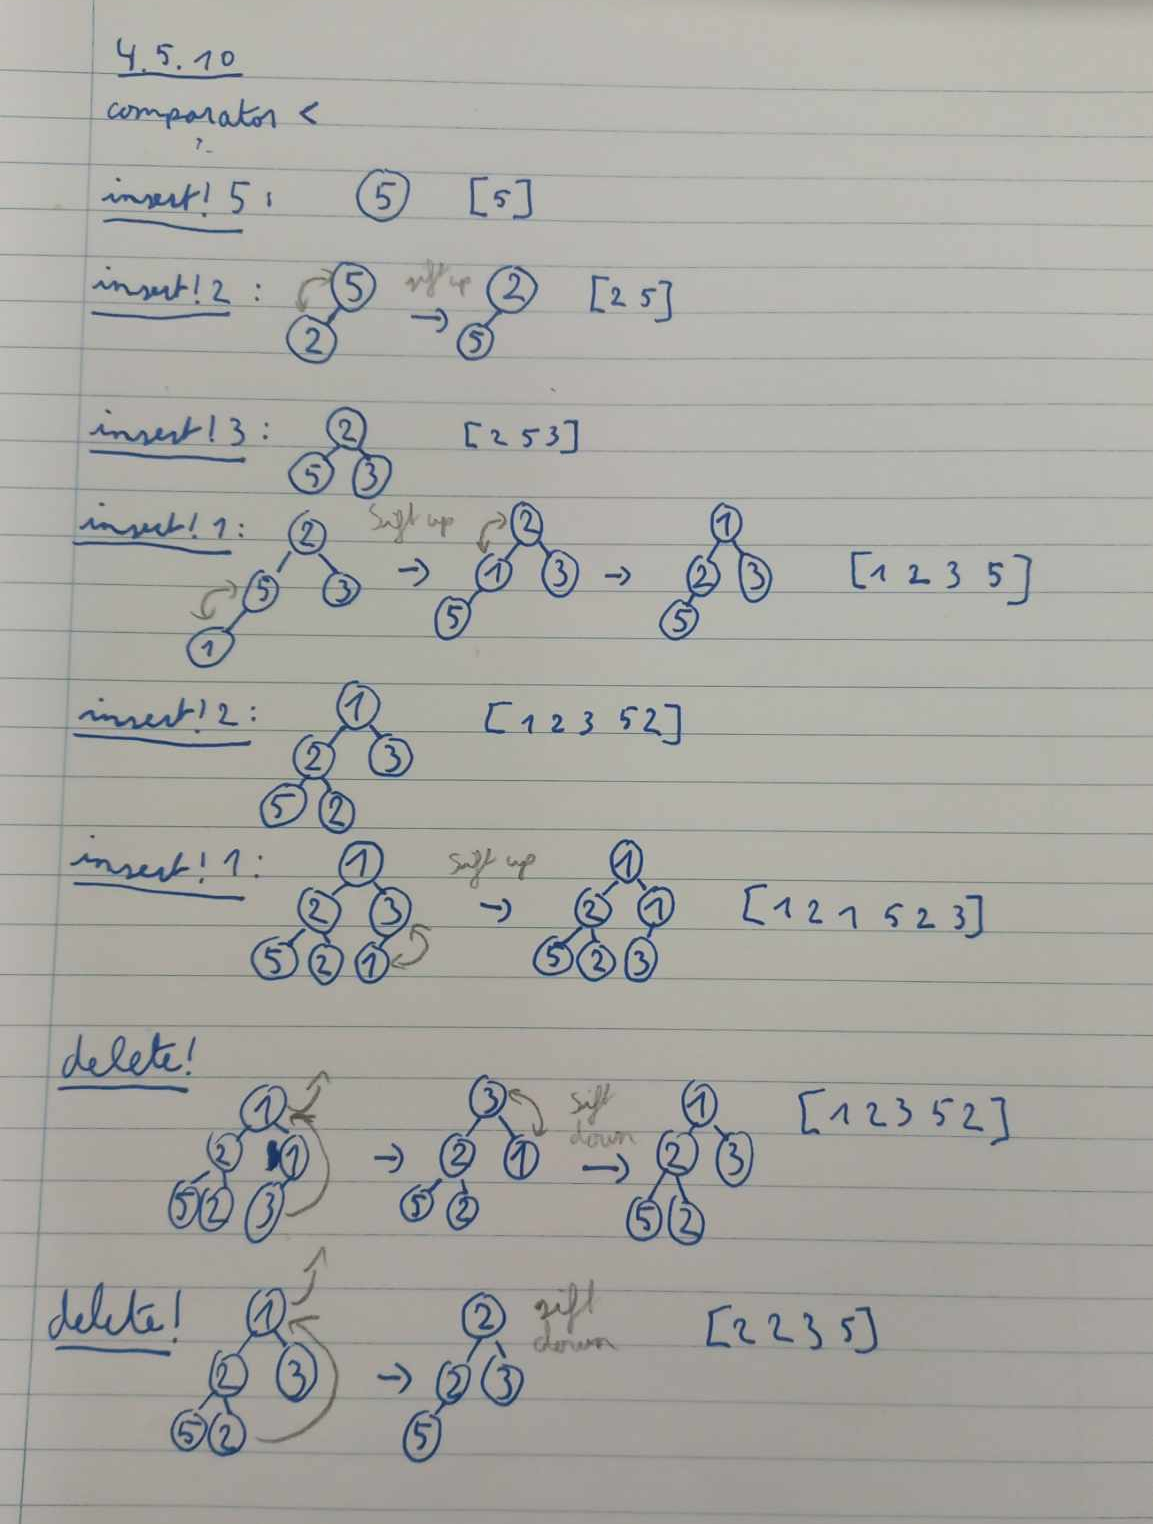 4.5.10
comparator <
insert! 5: 5 [5]
insert! 2: 5 2 sift up → 2 5 [2 5]
insert! 3: 2 5 3 [2 5 3]
insert! 1: 2 5 3 1 Sift up → 2 1 3 5 → 1 2 3 5 [1 2 3 5]
insert! 2: 1 2 3 5 2 [1 2 3 5 2]
insert! 1: 1 2 3 5 2 1 Sift up → 1 2 1 5 2 3 [1 2 1 5 2 3]
delete!
1 2 1 5 2 3 → 3 2 1 5 2 Sift down → 1 2 3 5 2 [1 2 3 5 2]
delete! 1 2 3 5 2 → 2 2 3 5 sift down [2 2 3 5]